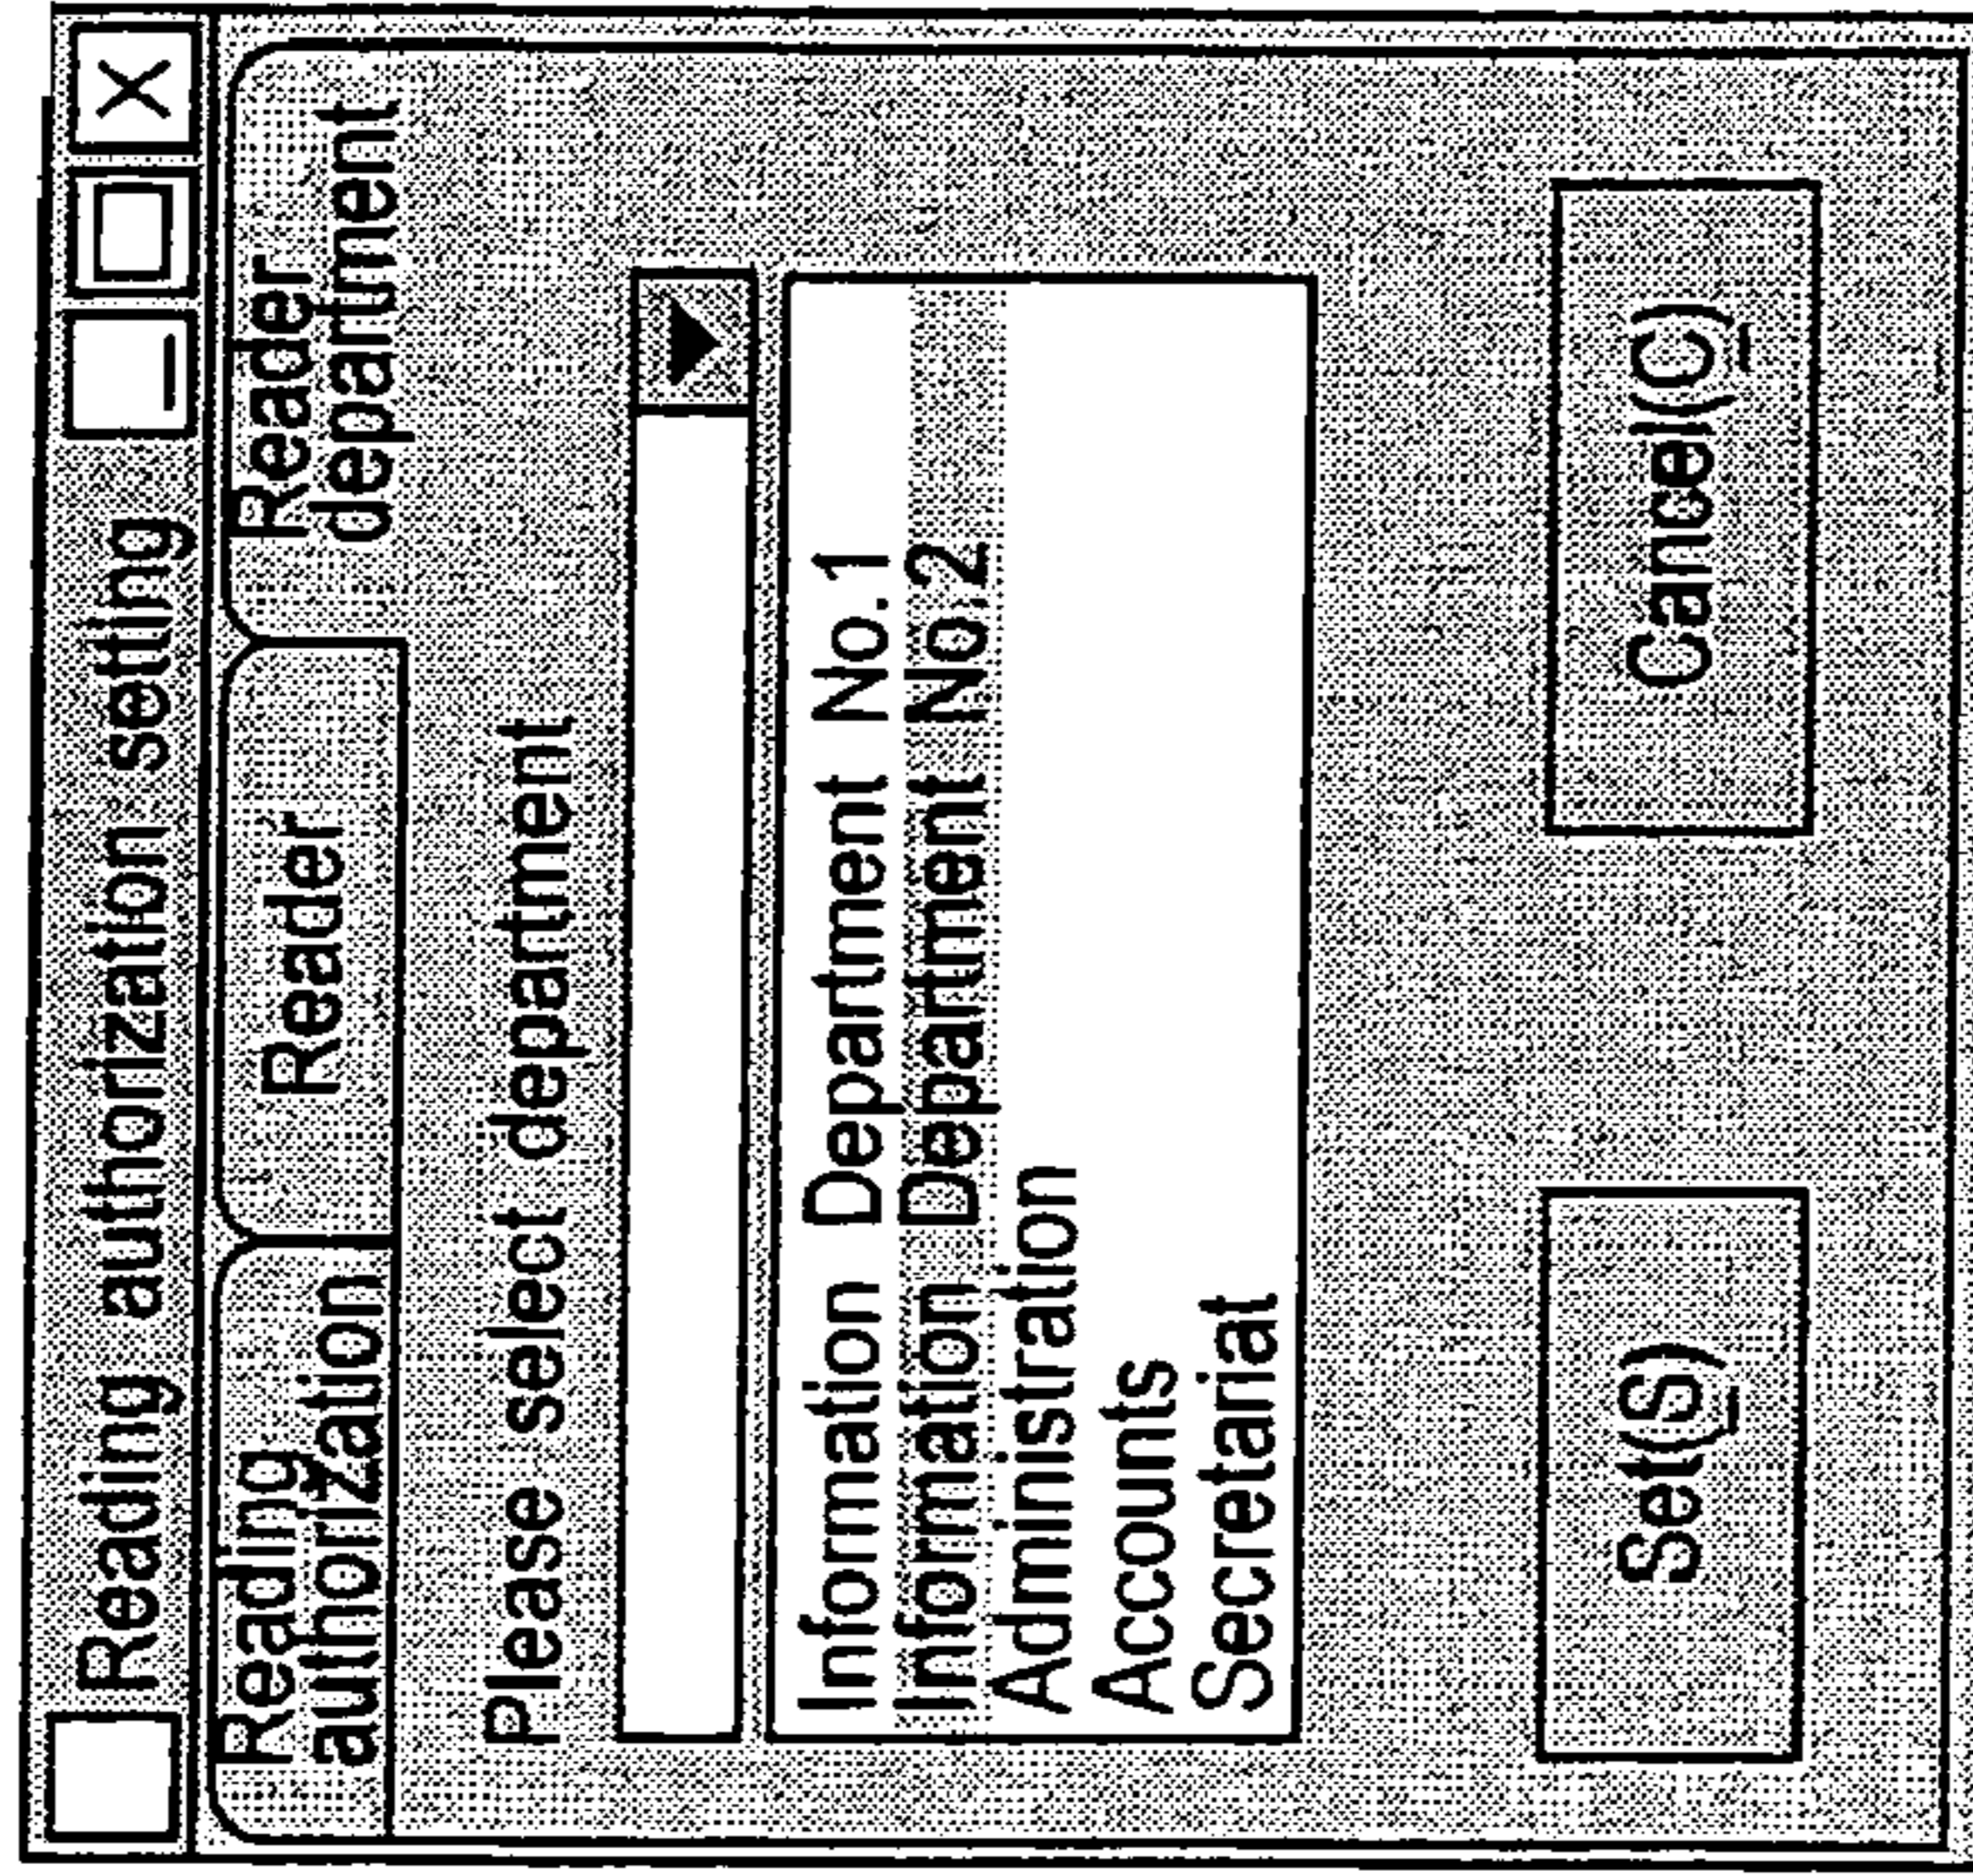 Reading authorization setting
Reading
authorization
Reader
Reader
department
Please select department
Information Department No.1
Information Department No.2
Administration
Accounts
Secretariat
Set(S)
Cancel(C)